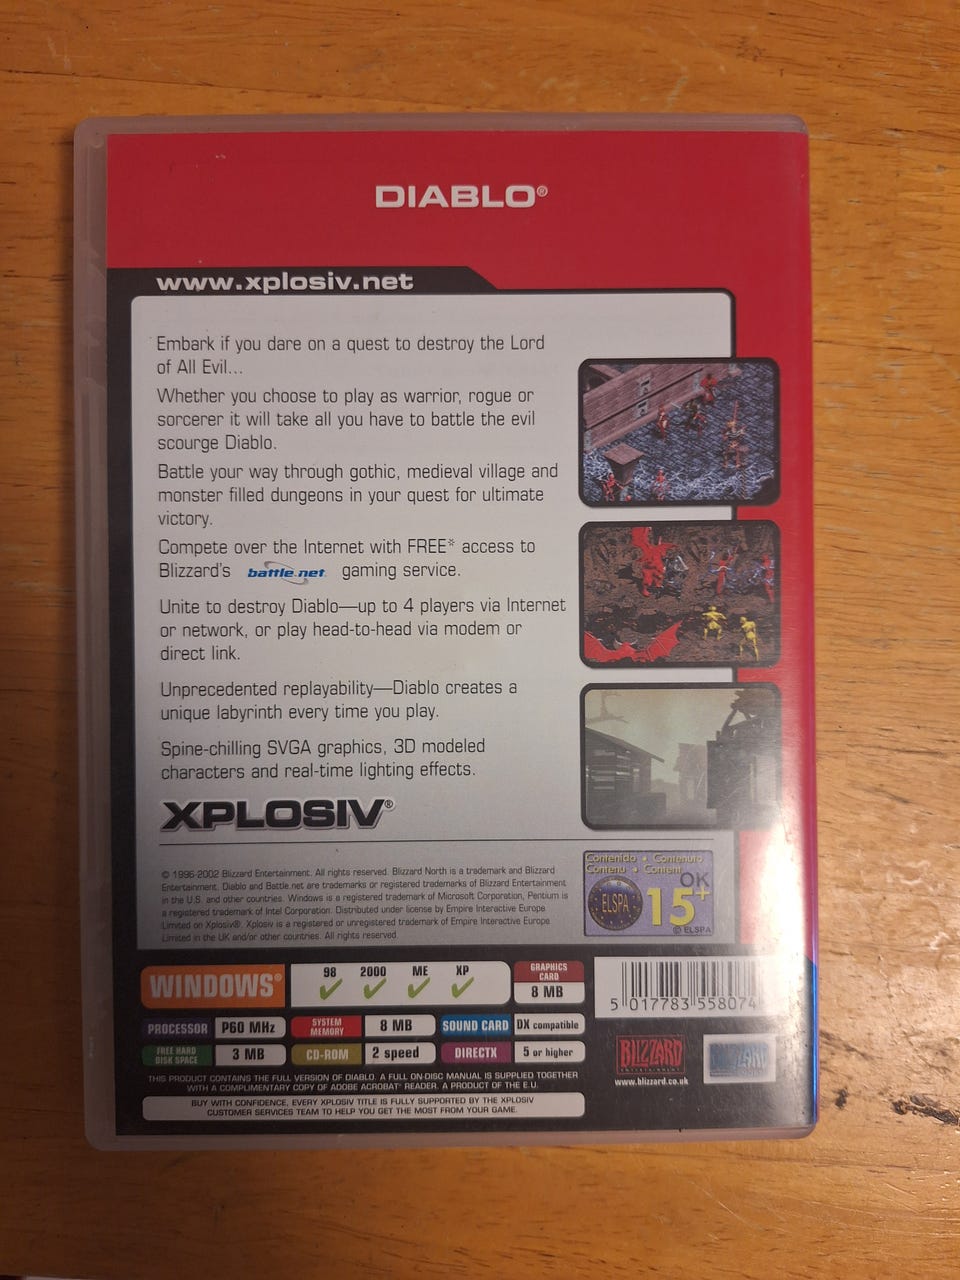 DIABLO®
www.xplosiv.net
Embark if you dare on a quest to destroy the Lord
of All Evil...
Whether you choose to play as warrior, rogue or
sorcerer it will take all you have to battle the evil
scourge Diablo.
Battle your way through gothic, medieval village and
monster filled dungeons in your quest for ultimate
victory.
Compete over the Internet with FREE* access to
Blizzard's battle.net gaming service.
Unite to destroy Diablo—up to 4 players via Internet
or network, or play head-to-head via modem or
direct link.
Unprecedented replayability—Diablo creates a
unique labyrinth every time you play.
Spine-chilling SVGA graphics, 3D modeled
characters and real-time lighting effects.
XPLOSIV®
© 1996-2002 Blizzard Entertainment. All rights reserved. Blizzard North is a trademark and Blizzard
Entertainment, Diablo and Battle.net are trademarks or registered trademarks of Blizzard Entertainment
in the U.S. and other countries. Windows is a registered trademark of Microsoft Corporation, Pentium is
a registered trademark of Intel Corporation. Distributed under license by Empire Interactive Europe
Limited on Xplosiv®. Xplosiv is a registered or unregistered trademark of Empire Interactive Europe
Limited in the UK and/or other countries. All rights reserved.
Contenido • Contenuto
Contenu • Content
OK
ELSPA 15+
© ELSPA
WINDOWS® 98 2000 ME XP
GRAPHICS CARD
8 MB
PROCESSOR P60 MHz SYSTEM MEMORY 8 MB SOUND CARD DX compatible
FREE HARD DISK SPACE 3 MB CD-ROM 2 speed DIRECTX 5 or higher
5 017783 558074
BLIZZARD
ENTERTAINMENT
www.blizzard.co.uk
BLIZZARD
THIS PRODUCT CONTAINS THE FULL VERSION OF DIABLO. A FULL ON-DISC MANUAL IS SUPPLIED TOGETHER
WITH A COMPLIMENTARY COPY OF ADOBE ACROBAT® READER. A PRODUCT OF THE E.U.
BUY WITH CONFIDENCE, EVERY XPLOSIV TITLE IS FULLY SUPPORTED BY THE XPLOSIV
CUSTOMER SERVICES TEAM TO HELP YOU GET THE MOST FROM YOUR GAME.